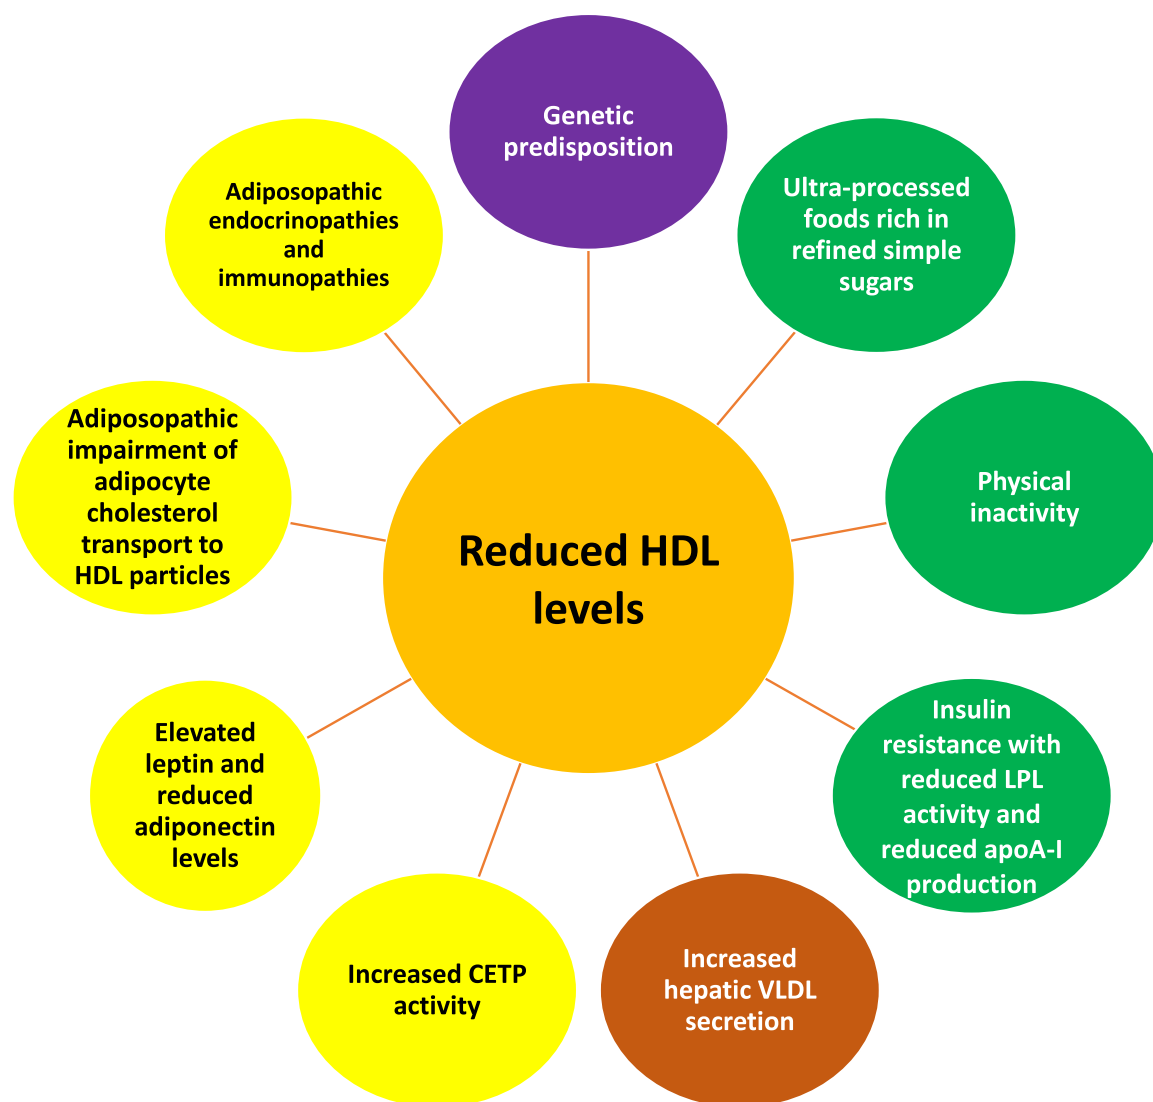 Genetic
predisposition
Ultra-processed
foods rich in
refined simple
sugars
Physical
inactivity
Insulin
resistance with
reduced LPL
activity and
reduced apoA-I
production
Increased
hepatic VLDL
secretion
Increased CETP
activity
Elevated
leptin and
reduced
adiponectin
levels
Adiposopathic
impairment of
adipocyte
cholesterol
transport to
HDL particles
Adiposopathic
endocrinopathies
and
immunopathies
Reduced HDL
levels